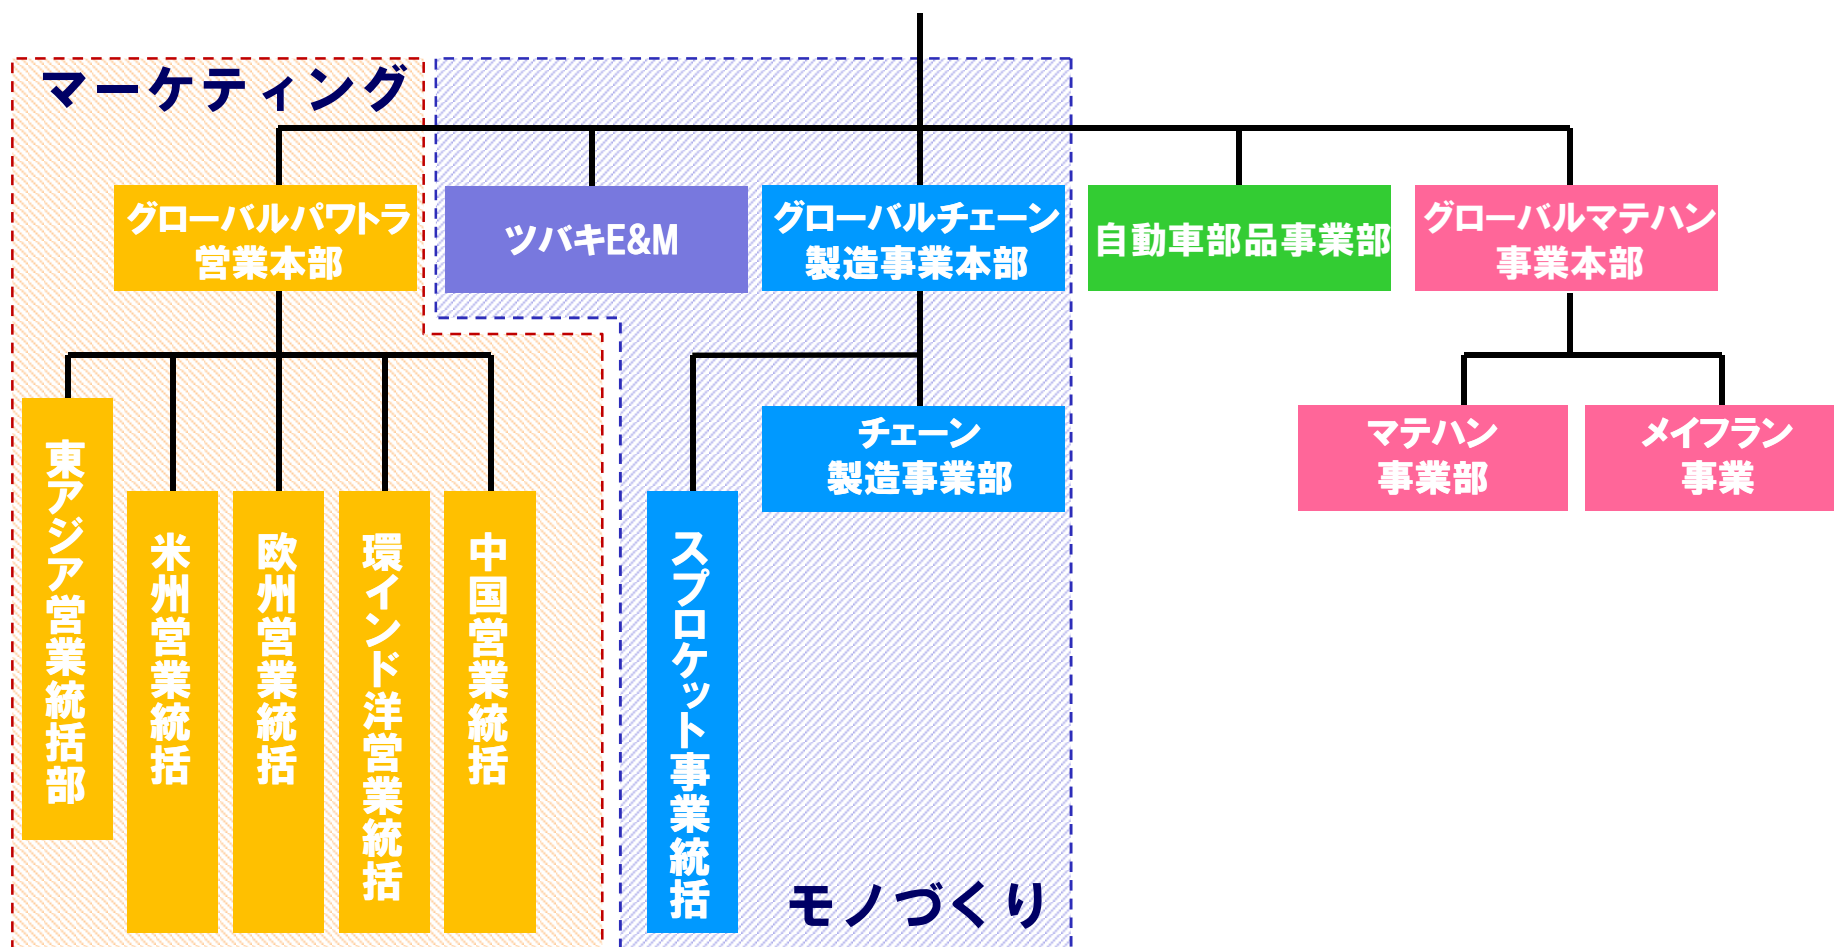 マーケティング
グローバルパワトラ
営業本部
ツバキE&M
グローバルチェーン
製造事業本部
自動車部品事業部
グローバルマテハン
事業本部
東アジア営業統括部
米州営業統括
欧州営業統括
環インド洋営業統括
中国営業統括
スプロケット事業統括
チェーン
製造事業部
マテハン
事業部
メイフラン
事業
モノづくり